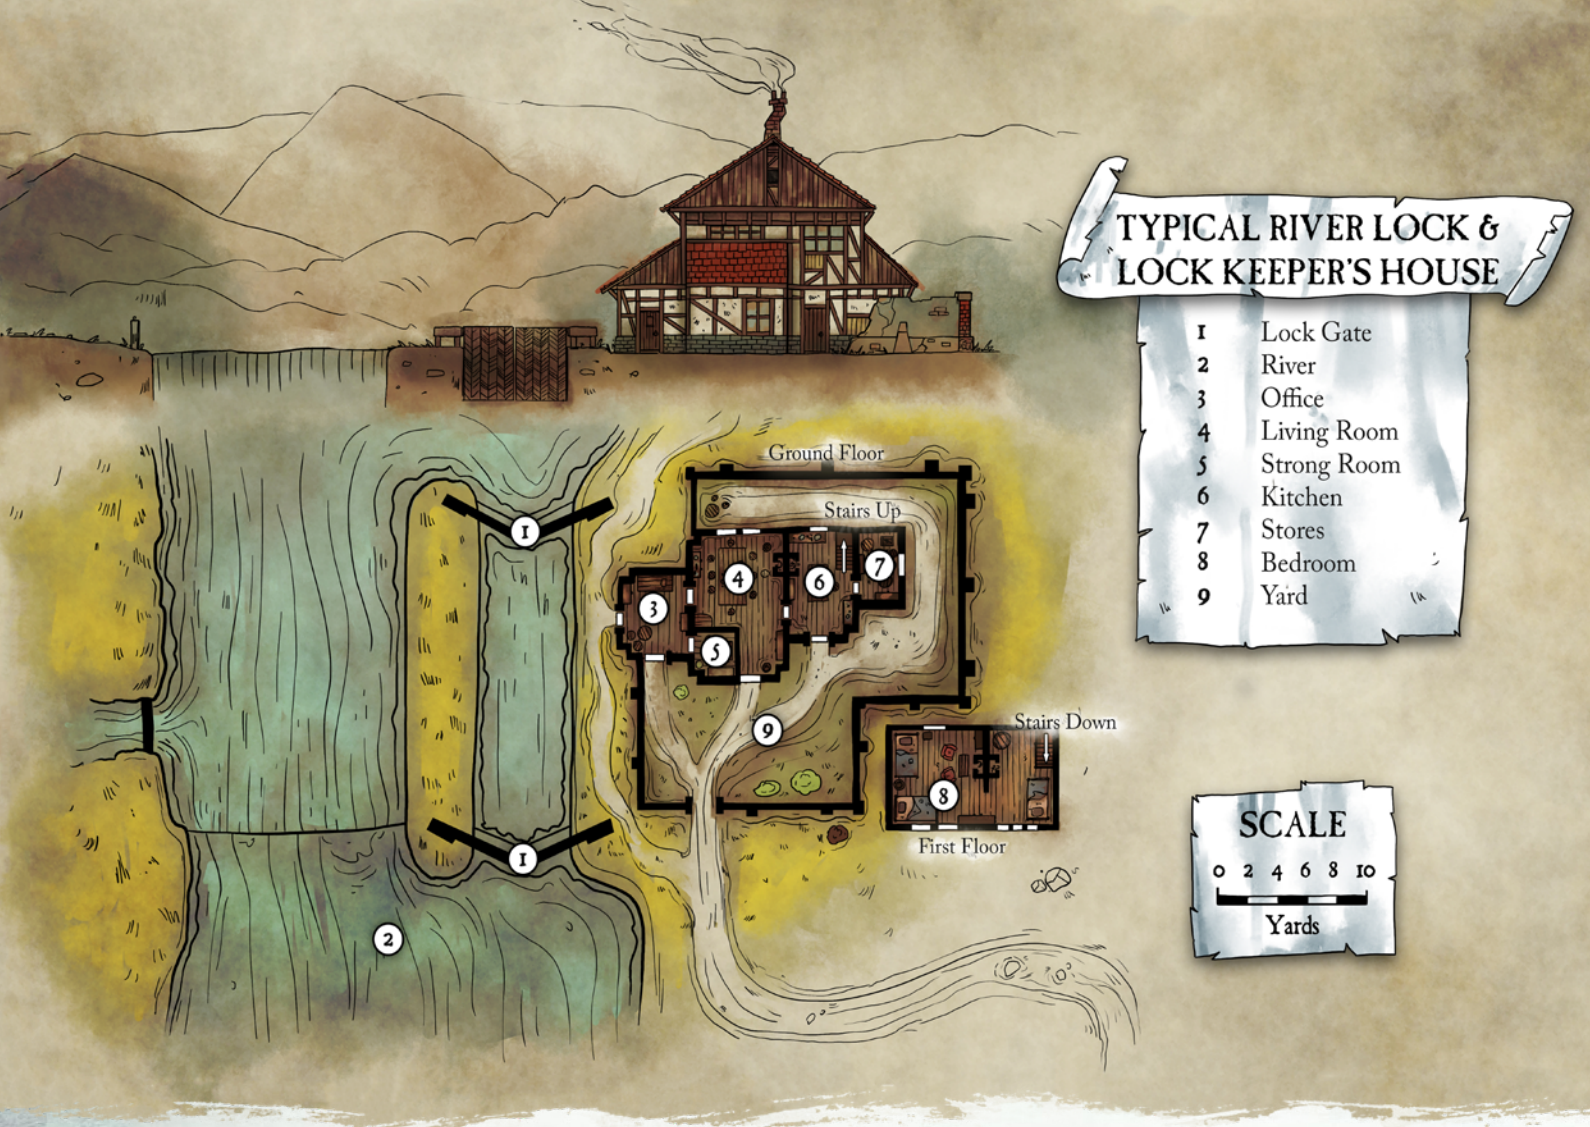 TYPICAL RIVER LOCK &
LOCK KEEPER'S HOUSE
1 Lock Gate
2 River
3 Office
4 Living Room
5 Strong Room
6 Kitchen
7 Stores
8 Bedroom
9 Yard
Ground Floor
Stairs Up
1
4
6
7
3
5
9
Stairs Down
8
First Floor
1
2
SCALE
0 2 4 6 8 10
Yards